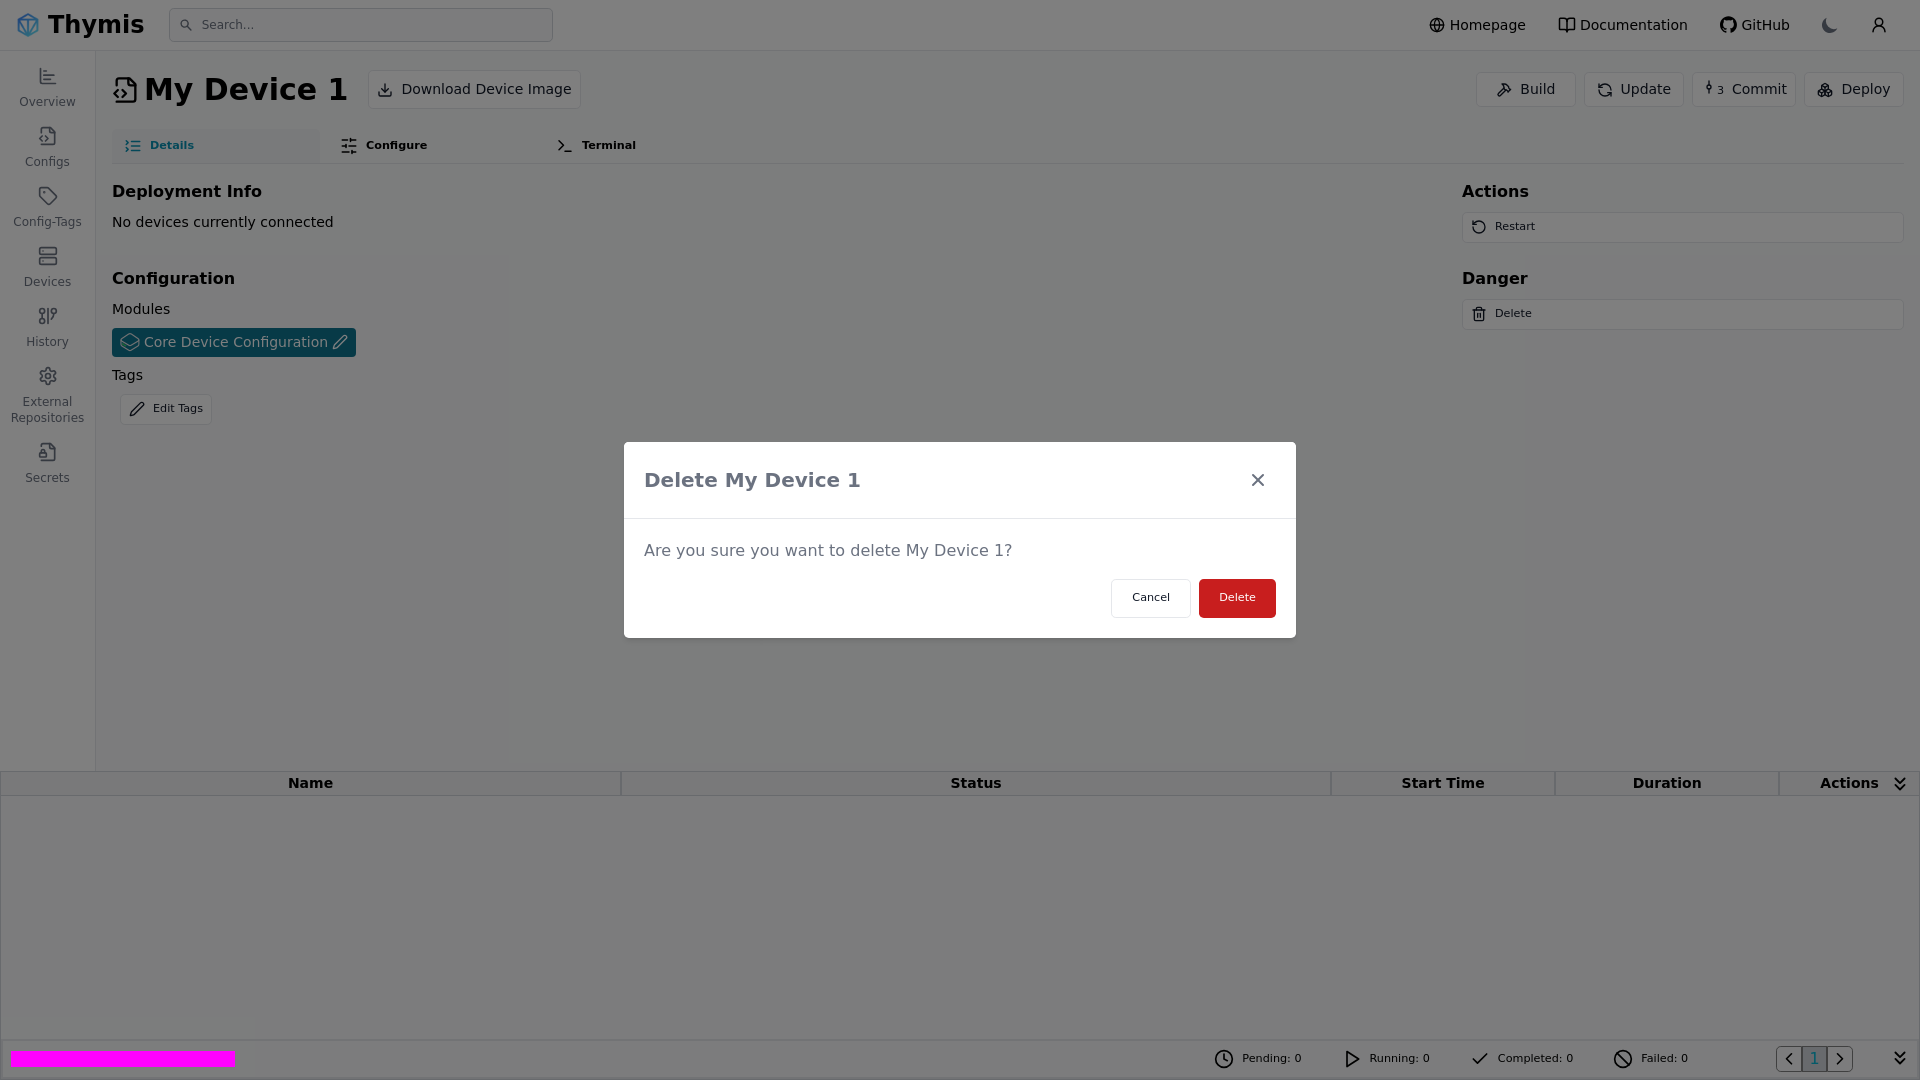 Thymis
Search...
Homepage
Documentation
GitHub
Overview
Configs
Config-Tags
Devices
History
External
Repositories
Secrets
My Device 1
Download Device Image
Build
Update
3 Commit
Deploy
Details
Configure
Terminal
Deployment Info
No devices currently connected
Configuration
Modules
Core Device Configuration
Tags
Edit Tags
Actions
Restart
Danger
Delete
Delete My Device 1
Are you sure you want to delete My Device 1?
Cancel
Delete
Name
Status
Start Time
Duration
Actions
Pending: 0
Running: 0
Completed: 0
Failed: 0
1